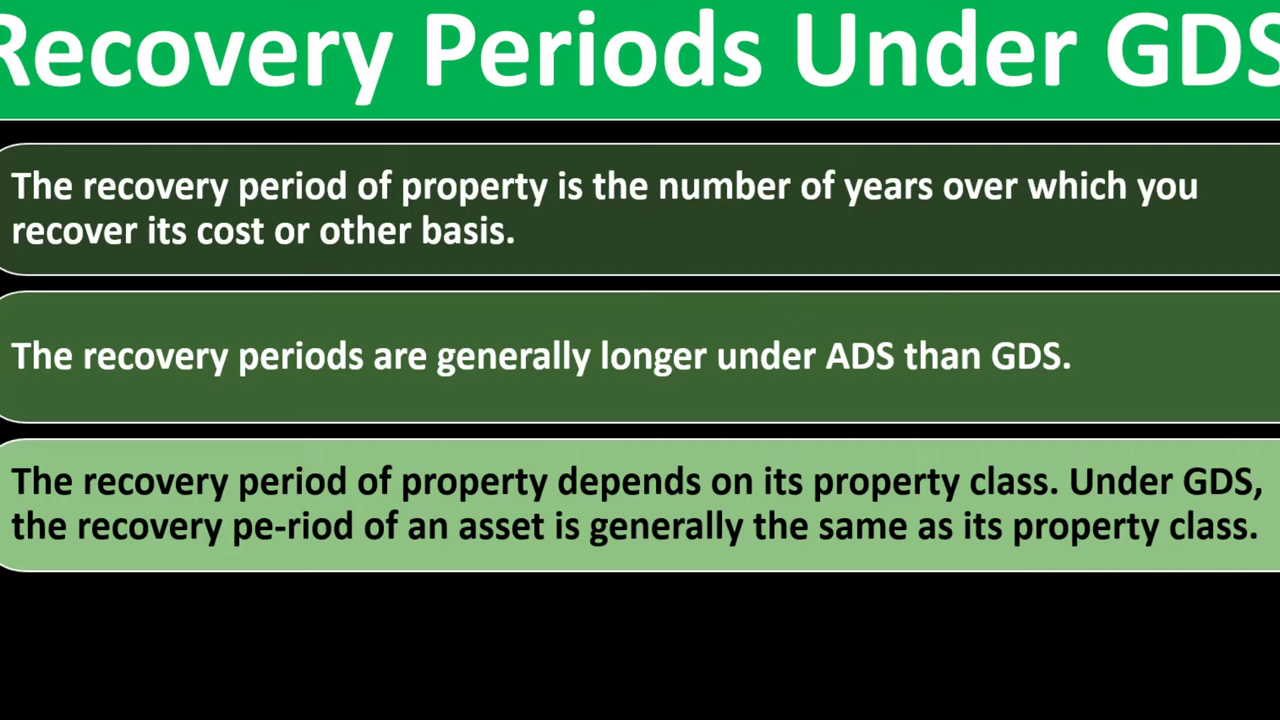 Recovery Periods Under GDS
The recovery period of property is the number of years over which you
recover its cost or other basis.
The recovery periods are generally longer under ADS than GDS.
The recovery period of property depends on its property class. Under GDS,
the recovery pe-riod of an asset is generally the same as its property class.